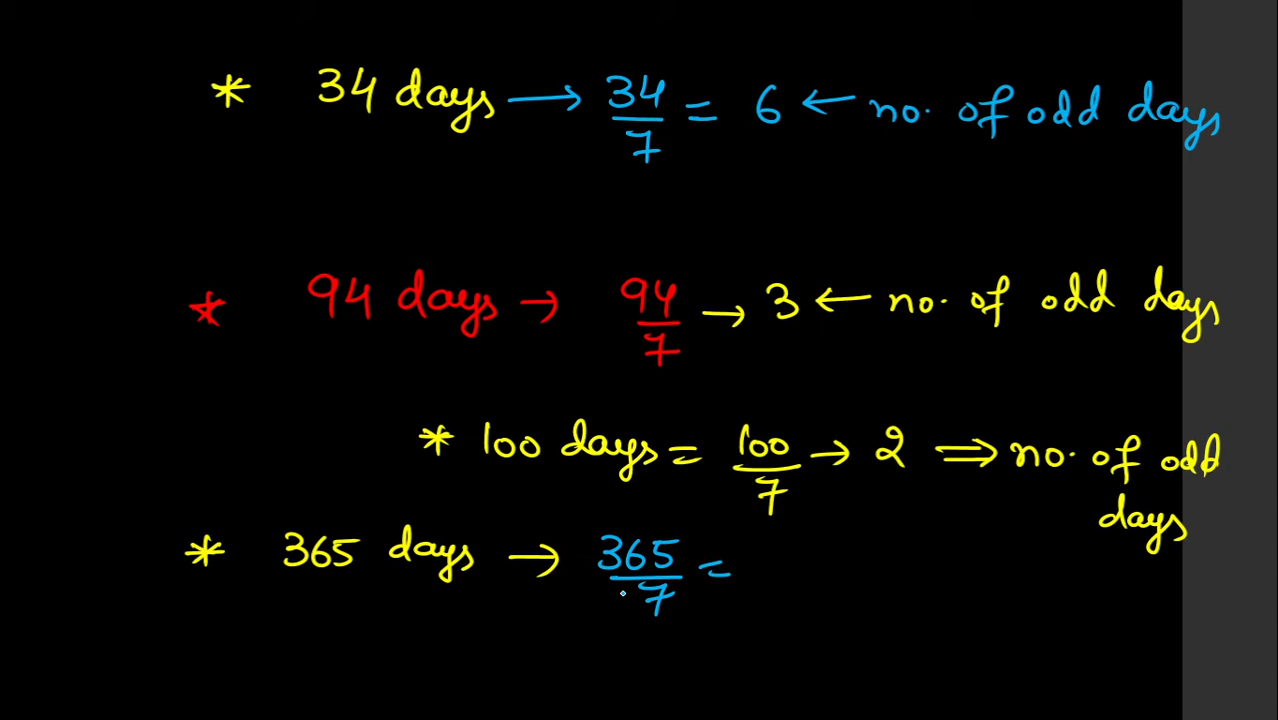 * 34 days → 34/7 = 6 ← no. of odd days
* 94 days → 94/7 → 3 ← no. of odd days
* 100 days = 100/7 → 2 ⇒ no. of odd
days
* 365 days → 365/7 =